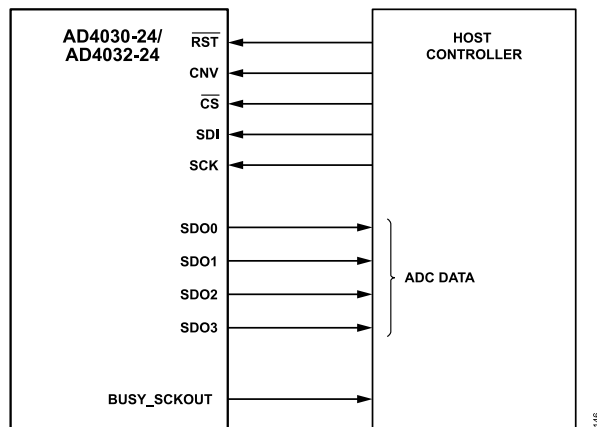 AD4030-24/
AD4032-24
HOST
CONTROLLER
RST
CNV
CS
SDI
SCK
SDO0
SDO1
SDO2
SDO3
ADC DATA
BUSY_SCKOUT